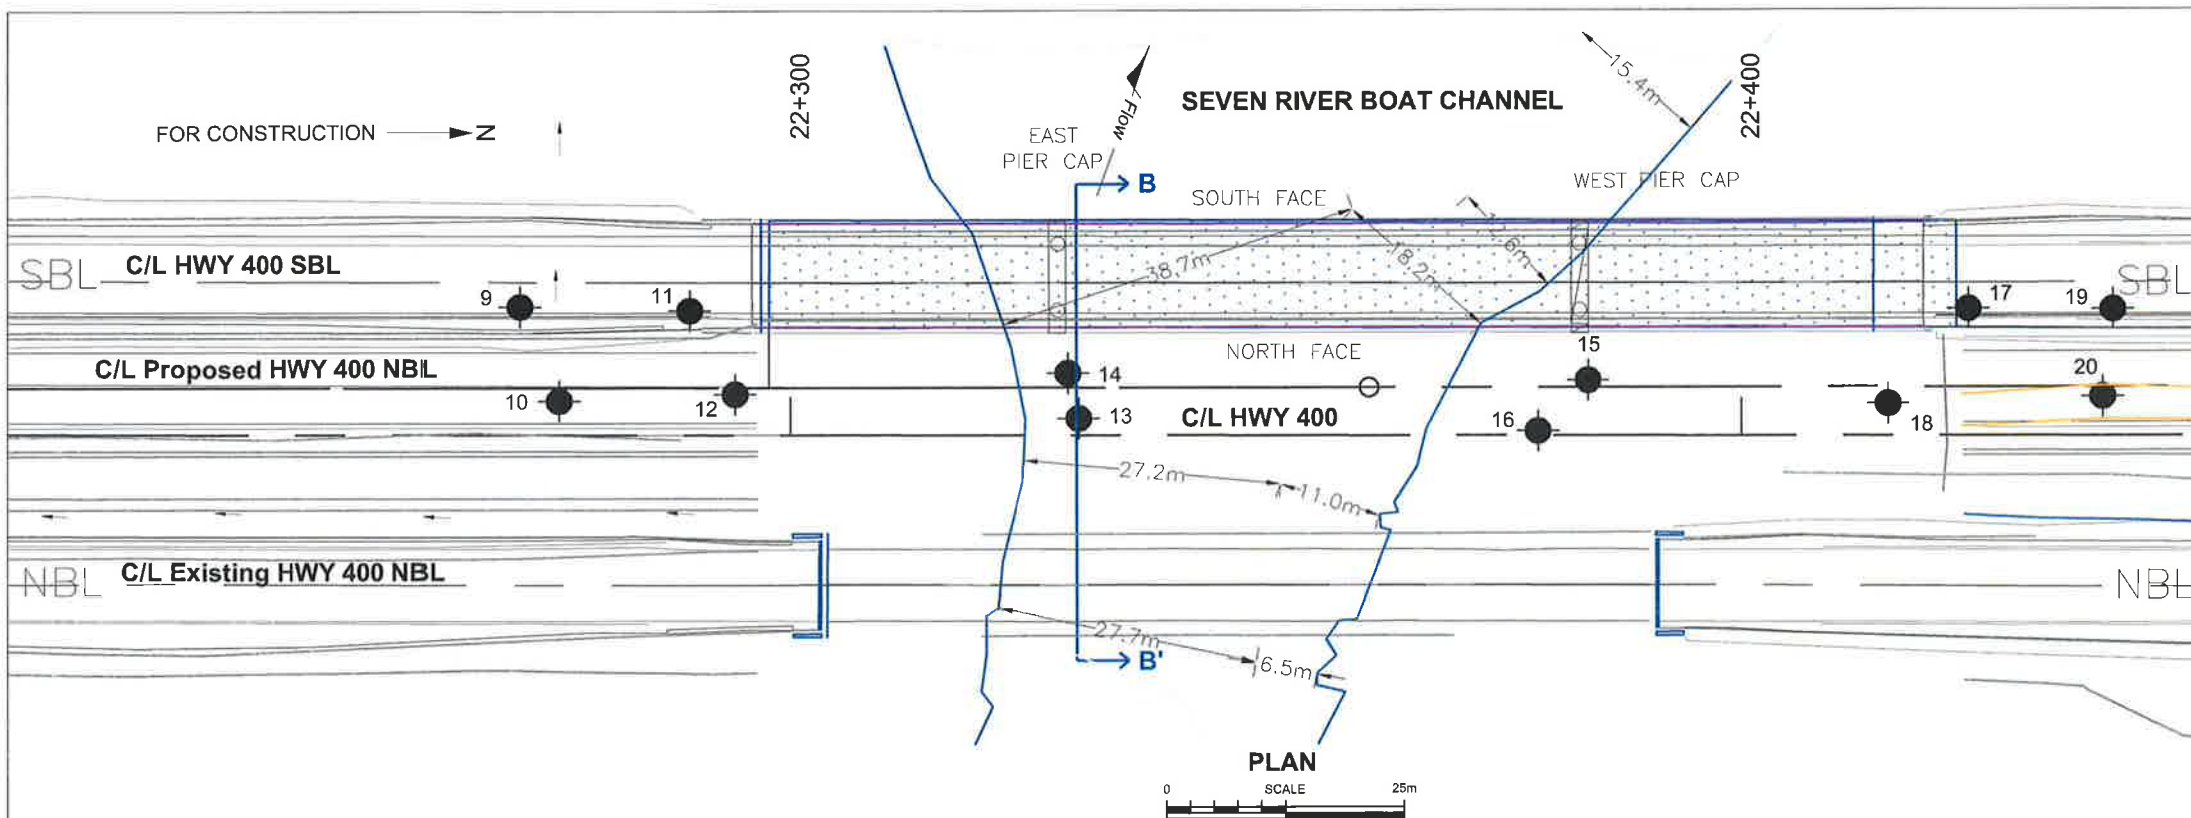 22+300
FOR CONSTRUCTION
N
Flow
SEVEN RIVER BOAT CHANNEL
15.4m
22+400
EAST
PIER CAP
B
SOUTH FACE
WEST PIER CAP
12.6m
SBL
C/L HWY 400 SBL
38.7m
18.2m
SBL
9
11
17
19
NORTH FACE
15
C/L Proposed HWY 400 NBL
14
20
10
12
13
C/L HWY 400
16
18
27.2m
11.0m
NBL
C/L Existing HWY 400 NBL
NBL
27.7m
B'
6.5m
PLAN
0
SCALE
25m